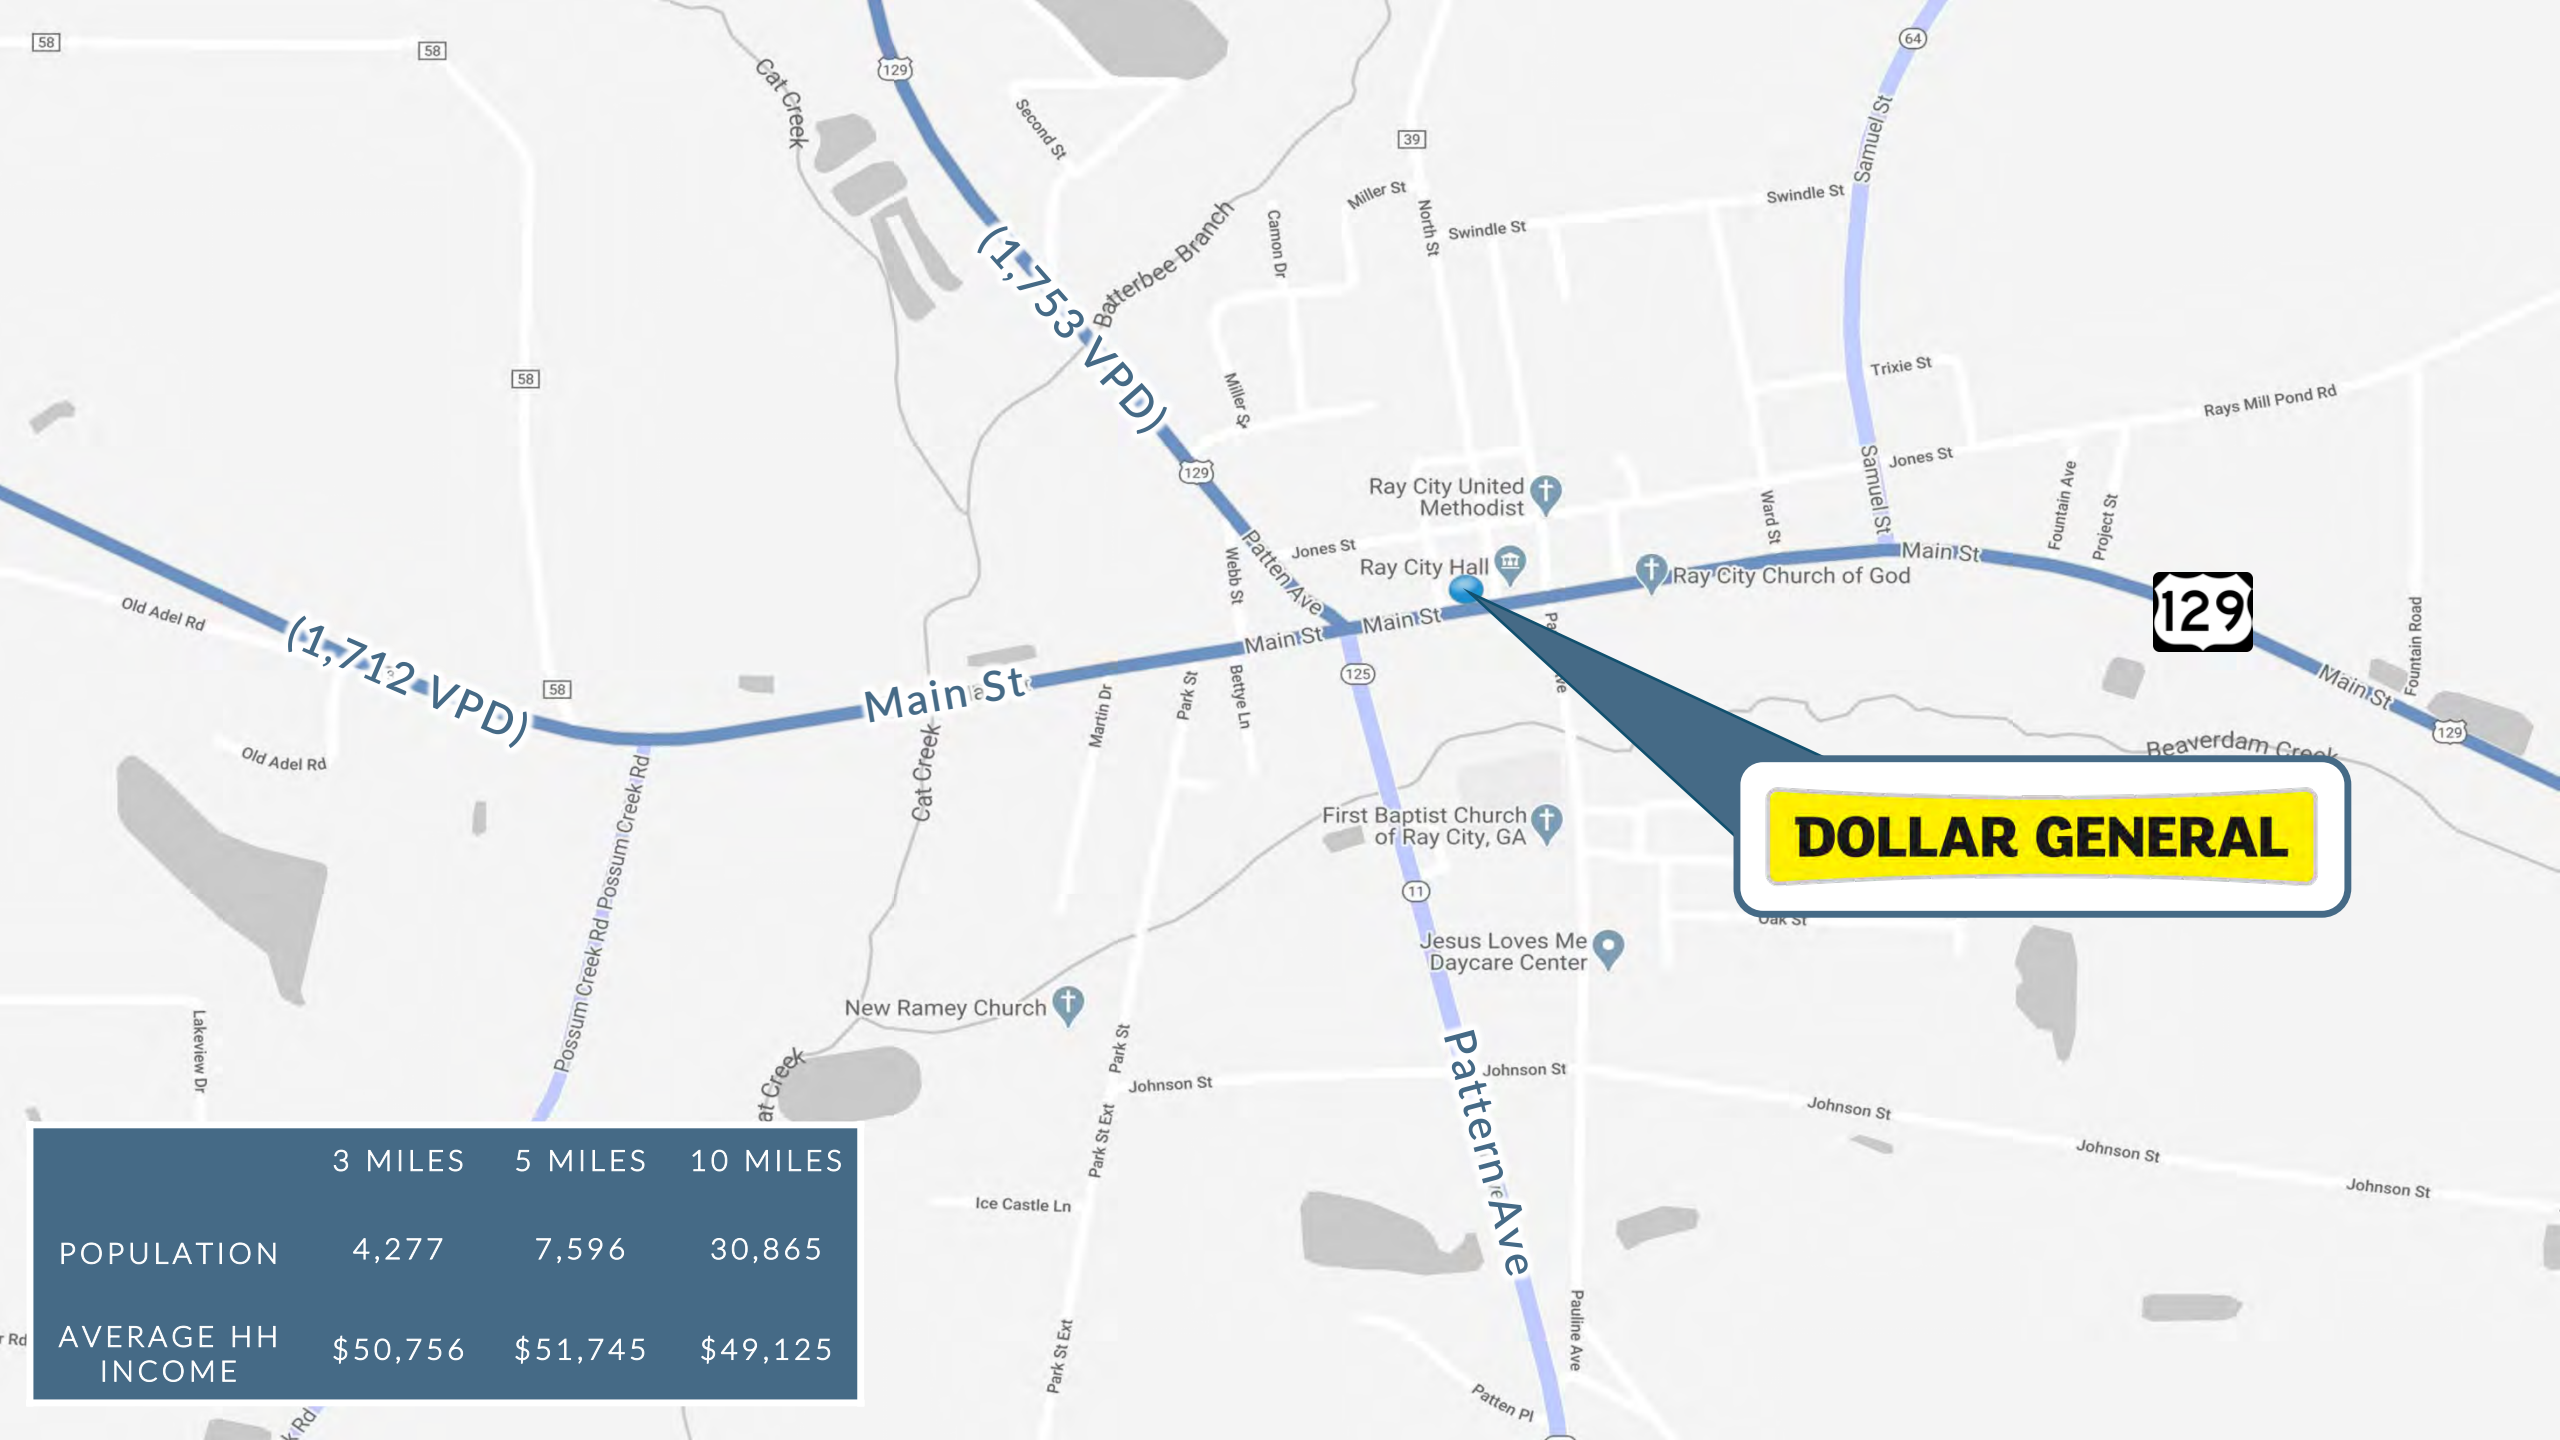 58
58
129
64
Cat Creek
Second St
39
Samuel St
Miller St
Swindle St
North St
Swindle St
Camon Dr
Batterbee Branch
(1,753 VPD)
58
Miller S
Trixie St
Rays Mill Pond Rd
129
Samuel St
Jones St
Ray City United
Methodist
Ward St
Fountain Ave
Project St
Patten Ave
Jones St
Webb St
Ray City Hall
Main St
Ray City Church of God
129
Old Adel Rd
Main St
Main St
Fountain Road
(1,712 VPD)
58
Main St
Bettye Ln
Park St
Martin Dr
125
Main St
129
Old Adel Rd
Possum Creek Rd
Cat Creek
Beaverdam Creek
DOLLAR GENERAL
First Baptist Church
of Ray City, GA
11
Possum Creek Rd
Oak St
Jesus Loves Me
Daycare Center
New Ramey Church
Possum Creek Rd
Lakeview Dr
Park St
Johnson St
Johnson St
Johnson St
Johnson St
Johnson St
Pattern Ave
at Creek
Park St Ext
Ice Castle Ln
Park St Ext
Pauline Ave
Patten Pl
3 MILES 5 MILES 10 MILES
POPULATION 4,277 7,596 30,865
AVERAGE HH
INCOME $50,756 $51,745 $49,125
r Rd
k Rd